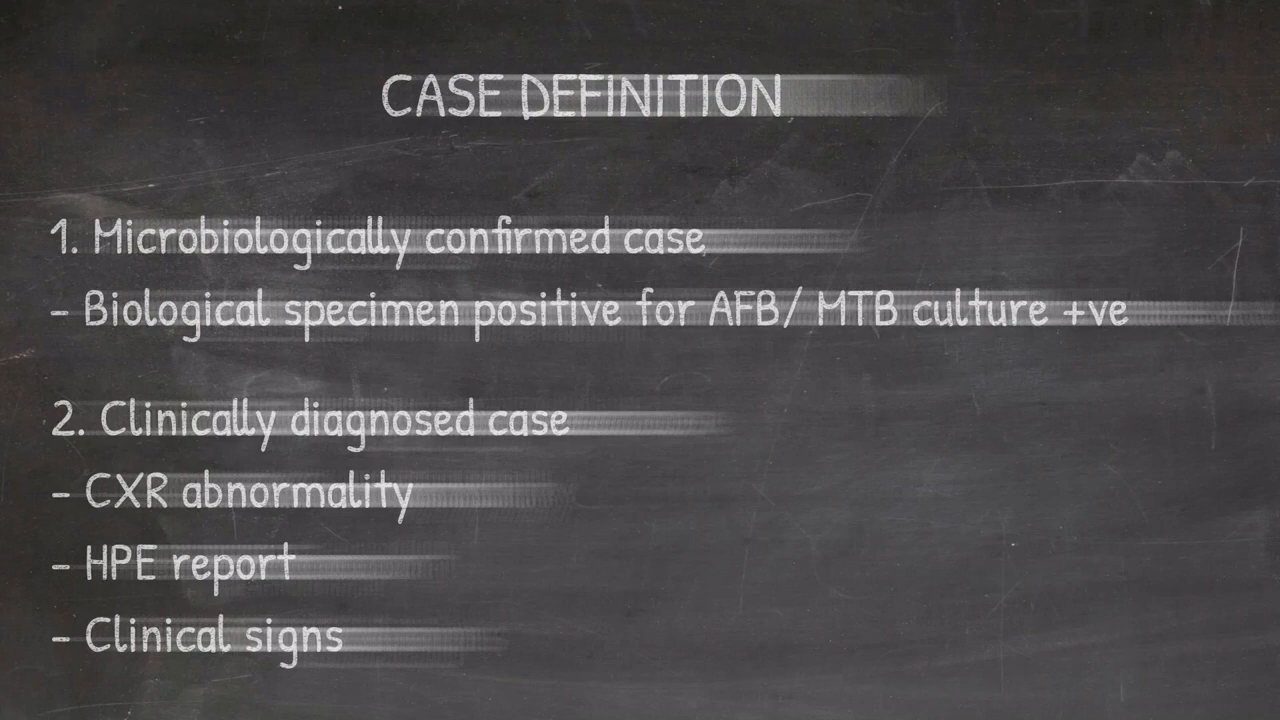 CASE DEFINITION
1. Microbiologically confirmed case
- Biological specimen positive for AFB/ MTB culture +ve
2. Clinically diagnosed case
- CXR abnormality
- HPE report
- Clinical signs